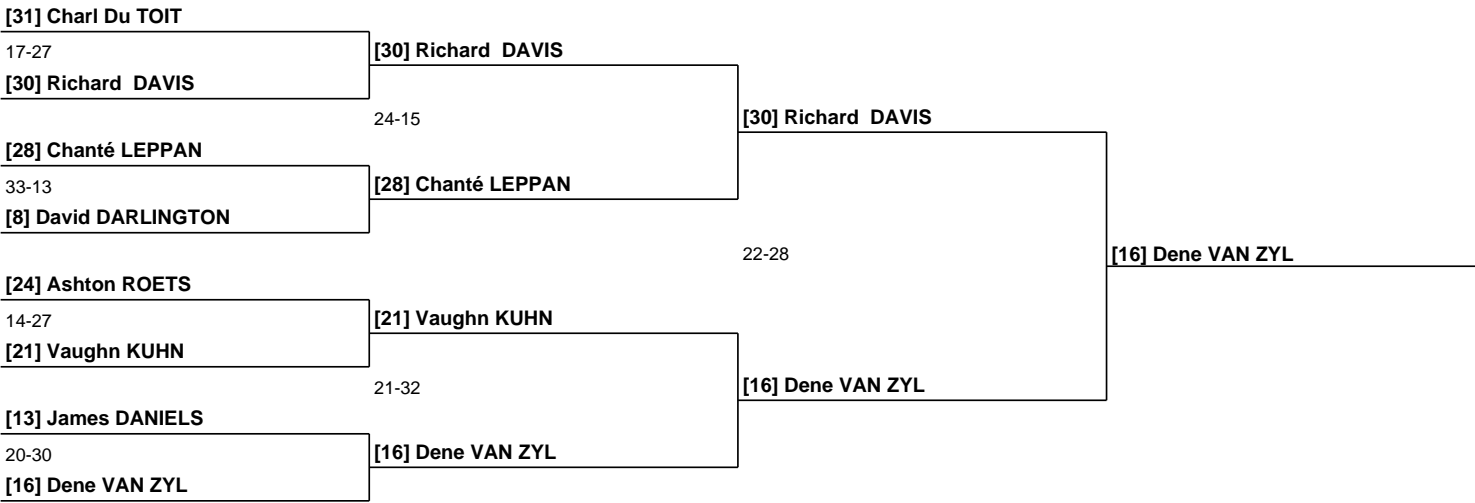 [31] Charl Du TOIT
17-27
[30] Richard DAVIS
[30] Richard DAVIS
24-15
[30] Richard DAVIS
[28] Chanté LEPPAN
33-13
[28] Chanté LEPPAN
[8] David DARLINGTON
22-28
[16] Dene VAN ZYL
[24] Ashton ROETS
14-27
[21] Vaughn KUHN
[21] Vaughn KUHN
21-32
[16] Dene VAN ZYL
[13] James DANIELS
20-30
[16] Dene VAN ZYL
[16] Dene VAN ZYL